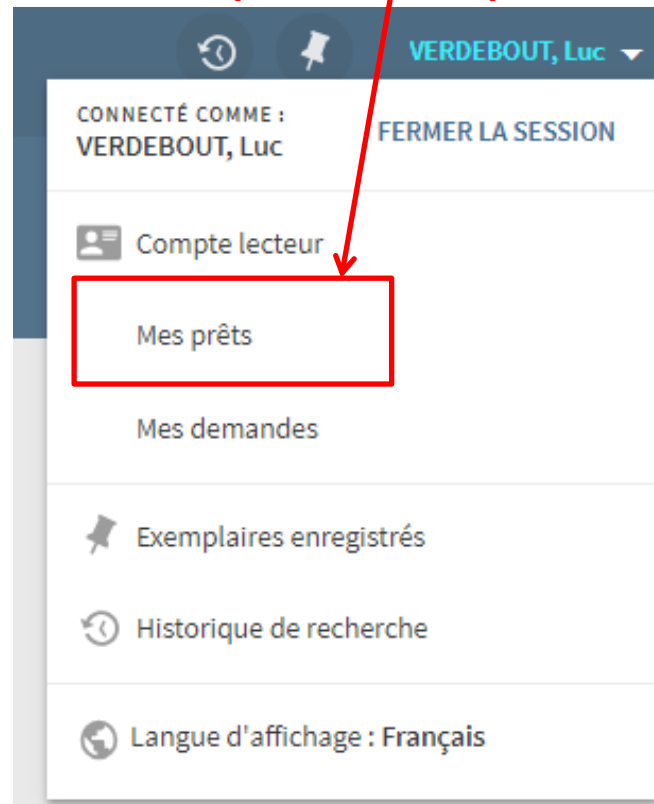 VERDEBOUT, Luc
CONNECTÉ COMME :
VERDEBOUT, Luc
FERMER LA SESSION
Compte lecteur
Mes prêts
Mes demandes
Exemplaires enregistrés
Historique de recherche
Langue d'affichage : Français